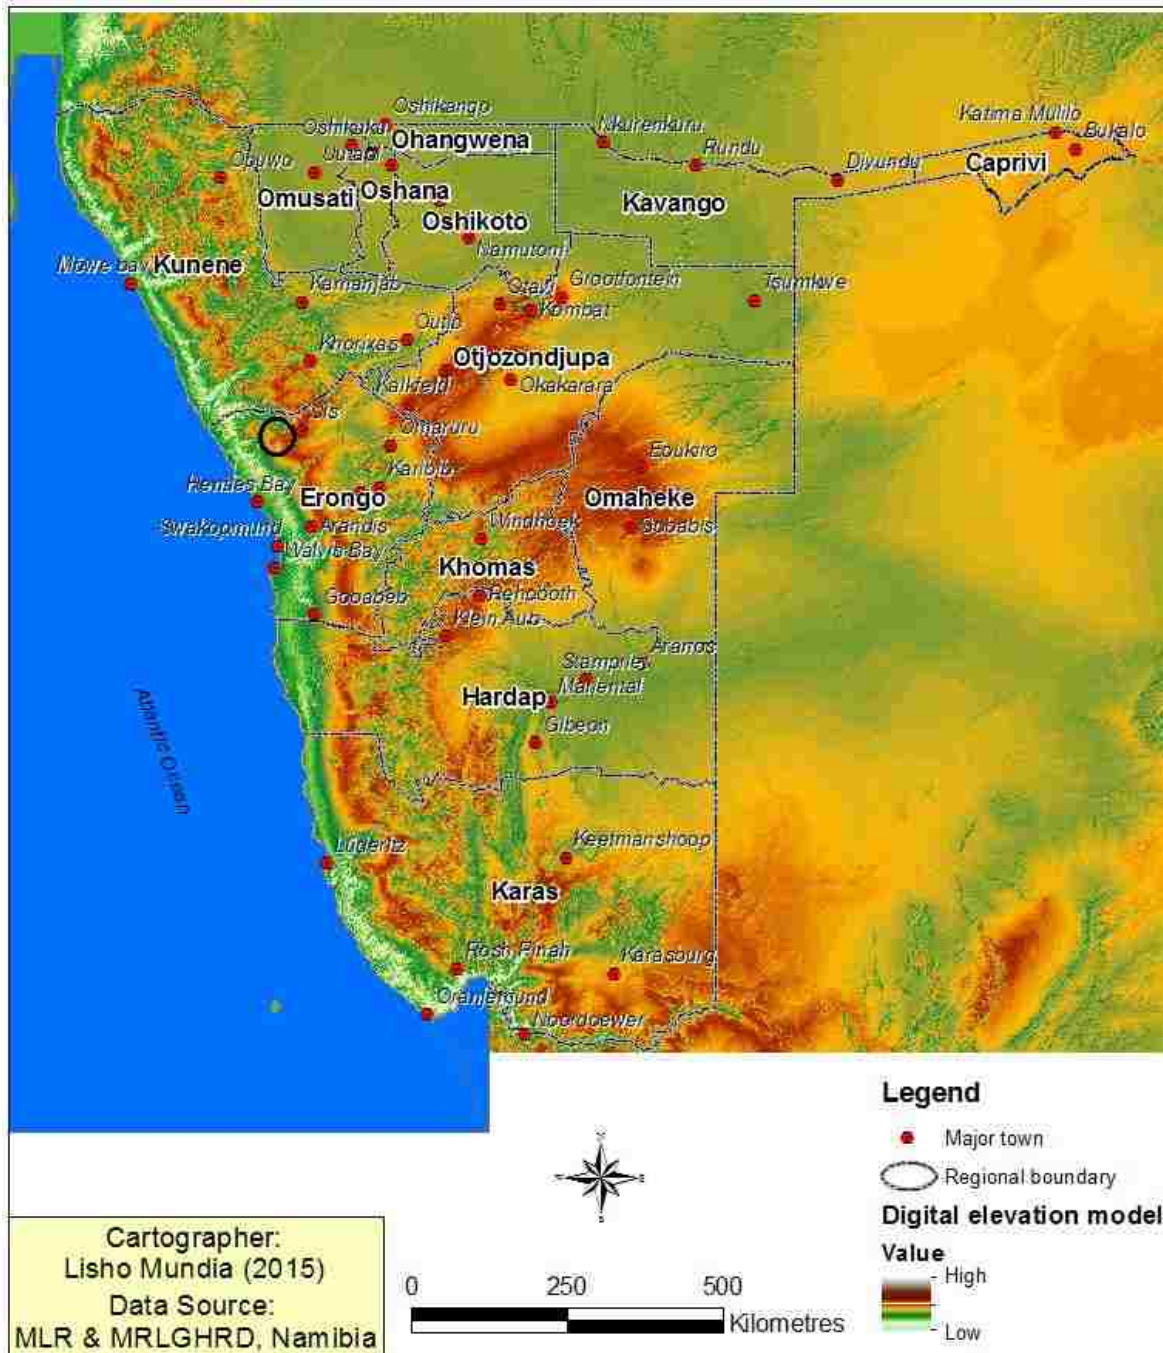 Oshikango
Katima Mulilo
Oshikuku
Nkurenkuru
Bukalo
Ohangwena
Outapi
Rundu
Caprivi
Opuwo
Divundu
Omusati
Oshana
Kavango
Oshikoto
Namutoni
Mowe bay
Kunene
Kamanjab
Grootfontein
Tsumkwe
Otavi
Kombat
Outjo
Khorixas
Otjozondjupa
Kalkfeld
Okakarara
Uis
Omaruru
Epukiro
Karibib
Henties Bay
Erongo
Omaheke
Swakopmund
Arandis
Windhoek
Gobabis
Walvis Bay
Khomas
Gobabeb
Rehoboth
Klein Aub
Aranos
Stampriet
Atlantic Ocean
Hardap
Mariental
Gibeon
Luderitz
Keetmanshoop
Karas
Rosh Pinah
Karasburg
Oranjemund
Noordoewer
Legend
Major town
Regional boundary
Digital elevation model
Value
High
Low
Cartographer:
Lisho Mundia (2015)
Data Source:
MLR & MRLGHRD, Namibia
0 250 500
Kilometres